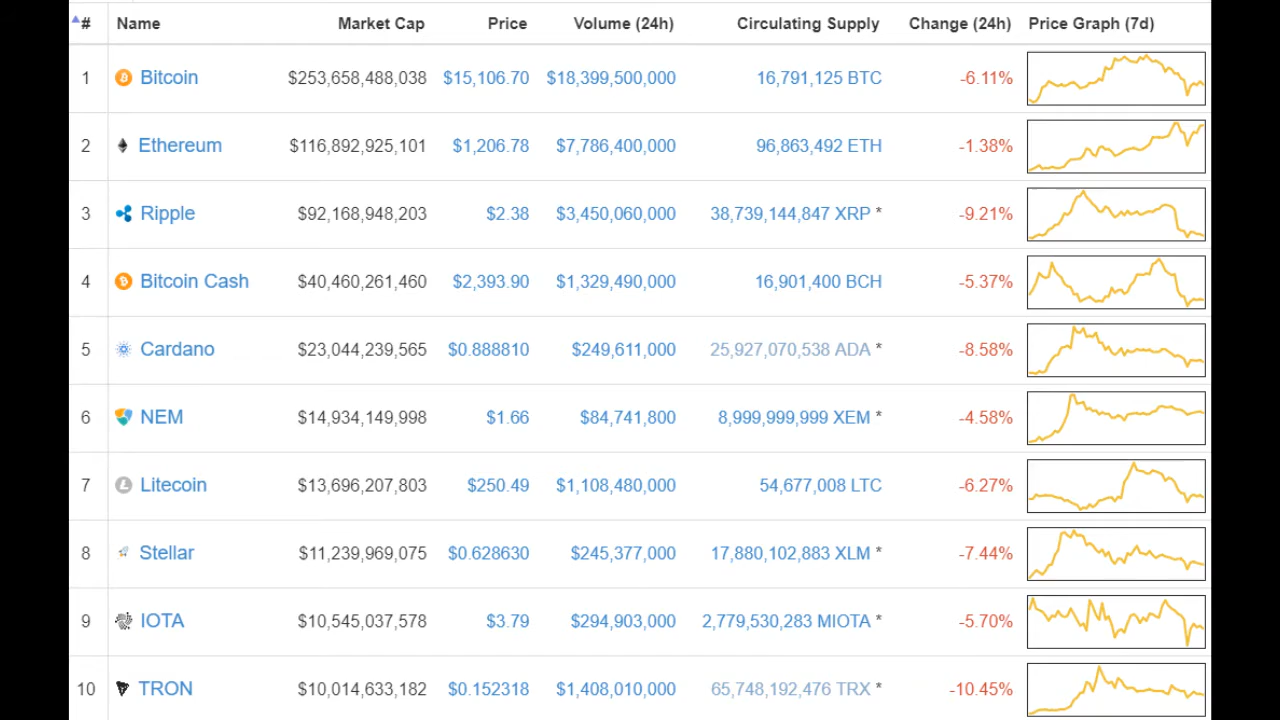 # Name Market Cap Price Volume (24h) Circulating Supply Change (24h) Price Graph (7d)
1 Bitcoin $253,658,488,038 $15,106.70 $18,399,500,000 16,791,125 BTC -6.11%
2 Ethereum $116,892,925,101 $1,206.78 $7,786,400,000 96,863,492 ETH -1.38%
3 Ripple $92,168,948,203 $2.38 $3,450,060,000 38,739,144,847 XRP * -9.21%
4 Bitcoin Cash $40,460,261,460 $2,393.90 $1,329,490,000 16,901,400 BCH -5.37%
5 Cardano $23,044,239,565 $0.888810 $249,611,000 25,927,070,538 ADA * -8.58%
6 NEM $14,934,149,998 $1.66 $84,741,800 8,999,999,999 XEM * -4.58%
7 Litecoin $13,696,207,803 $250.49 $1,108,480,000 54,677,008 LTC -6.27%
8 Stellar $11,239,969,075 $0.628630 $245,377,000 17,880,102,883 XLM * -7.44%
9 IOTA $10,545,037,578 $3.79 $294,903,000 2,779,530,283 MIOTA * -5.70%
10 TRON $10,014,633,182 $0.152318 $1,408,010,000 65,748,192,476 TRX * -10.45%